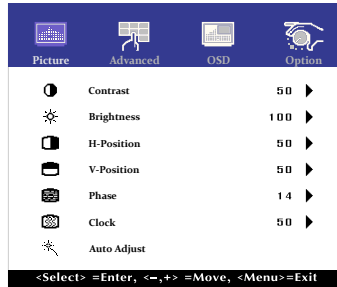 Picture Advanced OSD Option
Contrast 50
Brightness 100
H-Position 50
V-Position 50
Phase 14
Clock 50
Auto Adjust
<Select> =Enter, <–,+> =Move, <Menu>=Exit